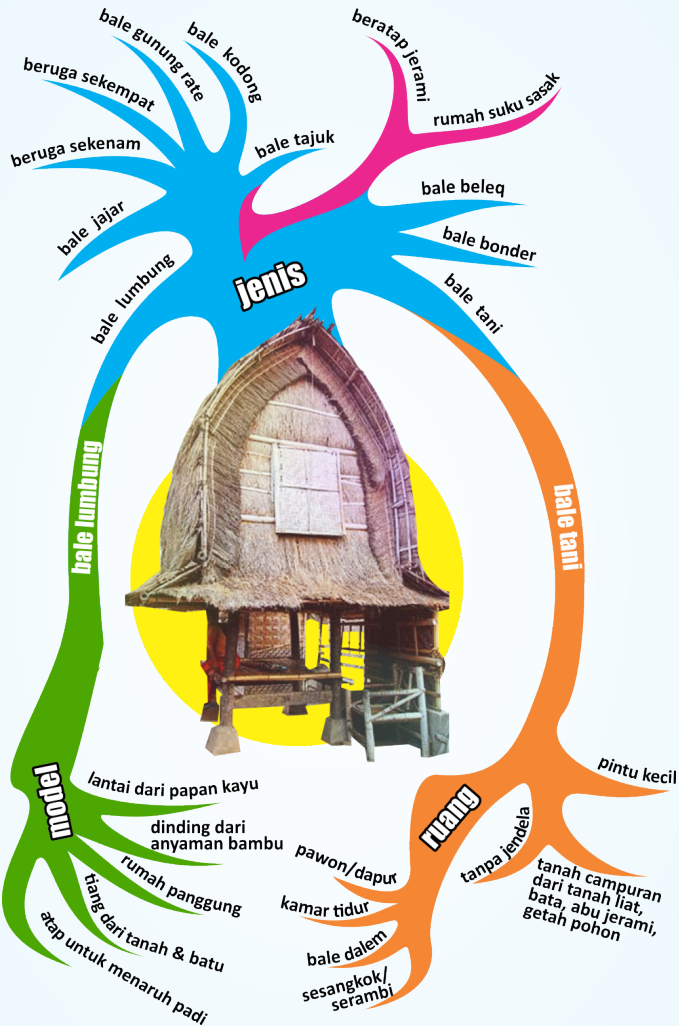 bale gunung rate
bale kodong
beratap jerami
beruga sekempat
rumah suku sasak
beruga sekenam
bale tajuk
bale beleq
bale jajar
bale bonder
bale lumbung
jenis
bale tani
bale lumbung
bale tani
model
lantai dari papan kayu
dinding dari
anyaman bambu
rumah panggung
tiang dari tanah & batu
atap untuk menaruh padi
ruang
pintu kecil
tanpa jendela
tanah campuran
dari tanah liat,
bata, abu jerami,
getah pohon
pawon/dapur
kamar tidur
bale dalem
sesangkok/
serambi